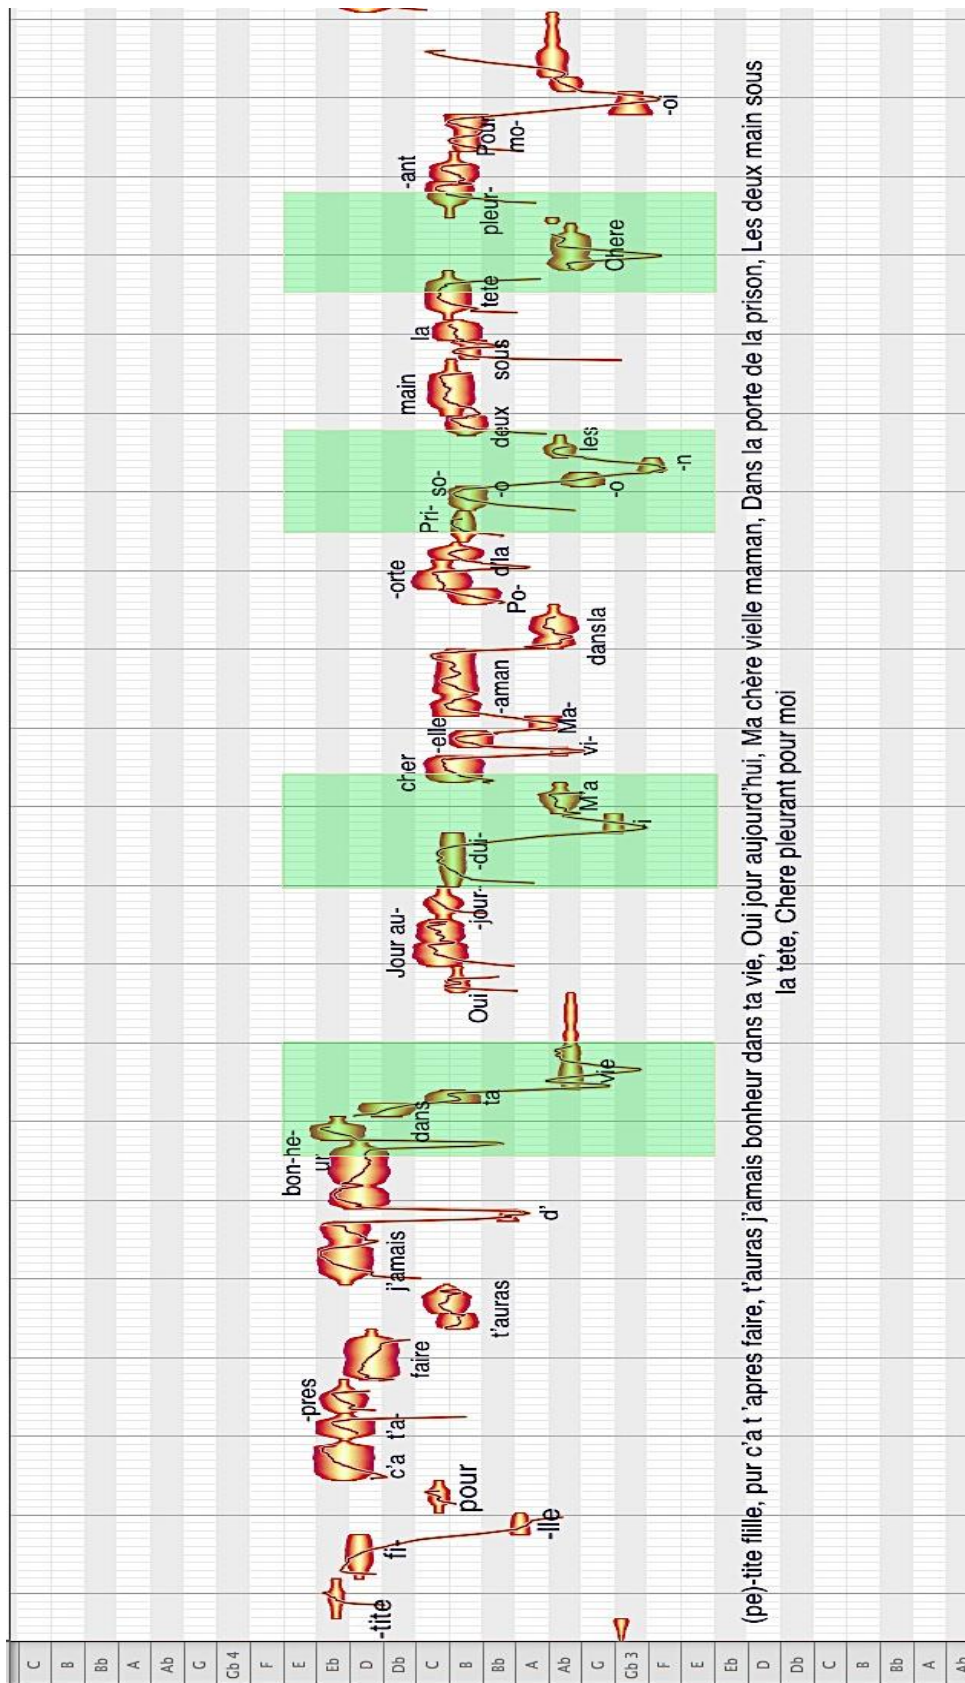 C
B
Bb
A
Ab
G
Gb 4
F
E
Eb
D
Db
C
B
Bb
A
Ab
G
Gb 3
F
E
Eb
D
Db
C
B
Bb
A
Ab
-tite
fi-
-lle
pour
c'a
t'a-
-pres
faire
t'auras
j'amais
d'
bon-he-
ur
dans
ta
vie
Oui
Jour au-
-jour-
-dui-
-i
M'a
cher
vi-
-elle
Ma-
-aman
dansla
Po-
-orte
d'la
Pri-
so-
-o
-o
-n
les
deux
main
sous
la
tete
Chere
pleur-
-ant
Pour
mo-
-oi
(pe)-tite flille, pur c'a t 'apres faire, t'auras j'amais bonheur dans ta vie, Oui jour aujourd'hui, Ma chère vielle maman, Dans la porte de la prison, Les deux main sous
la tete, Chere pleurant pour moi